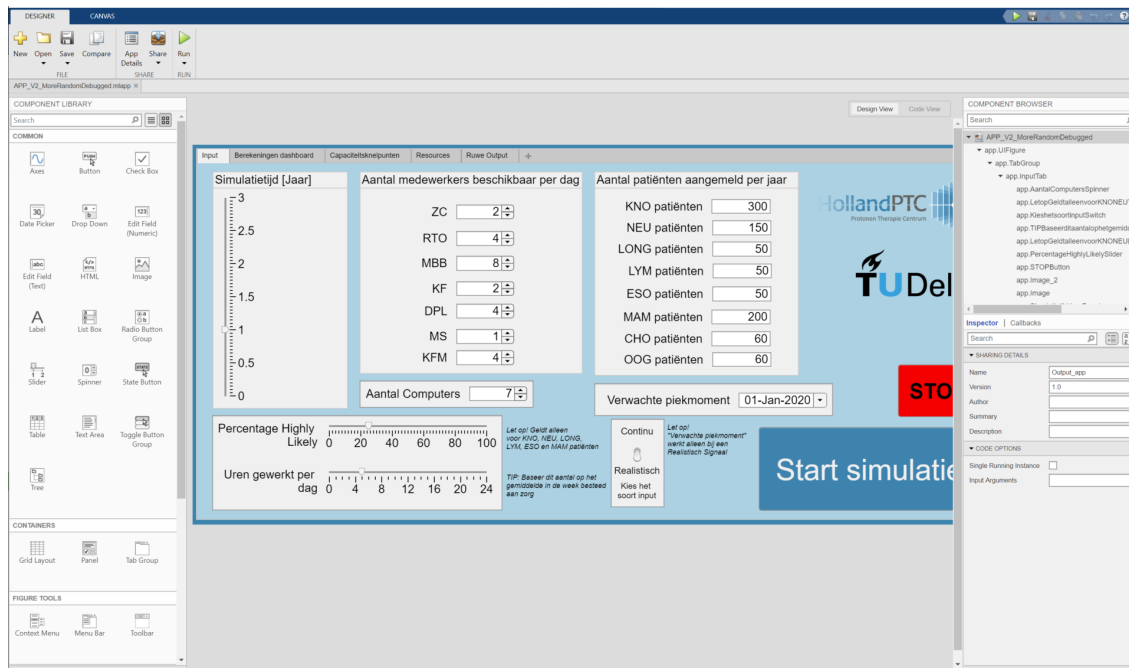 DESIGNER
CANVAS
New
Open
Save
Compare
App Details
Share
Run
FILE
SHARE
RUN
APP_V2_MoreRandomDebugged.mlapp ×
COMPONENT LIBRARY
Search
COMMON
Axes
Button
Check Box
Date Picker
Drop Down
Edit Field
(Numeric)
Edit Field
(Text)
HTML
Image
Label
List Box
Radio Button
Group
Slider
Spinner
State Button
Table
Text Area
Toggle Button
Group
Tree
CONTAINERS
Grid Layout
Panel
Tab Group
FIGURE TOOLS
Context Menu
Menu Bar
Toolbar
Design View
Code View
Input
Berekeningen dashboard
Capaciteitsknelpunten
Resources
Ruwe Output
Simulatietijd [Jaar]
3
2.5
2
1.5
1
0.5
0
Aantal medewerkers beschikbaar per dag
ZC 2
RTO 4
MBB 8
KF 2
DPL 4
MS 1
KFM 4
Aantal Computers 7
Aantal patiënten aangemeld per jaar
KNO patiënten 300
NEU patiënten 150
LONG patiënten 50
LYM patiënten 50
ESO patiënten 50
MAM patiënten 200
CHO patiënten 60
OOG patiënten 60
Verwachte piekmoment 01-Jan-2020
HollandPTC
Protonen Therapie Centrum
TUDel
STO
Percentage Highly
Likely 0 20 40 60 80 100
Let op! Geldt alleen
voor KNO, NEU, LONG,
LYM, ESO en MAM patiënten
Uren gewerkt per
dag 0 4 8 12 16 20 24
TIP: Baseer dit aantal op het
gemiddelde in de week besteed
aan zorg
Continu
Realistisch
Kies het
soort input
Let op!
"Verwachte piekmoment"
werkt alleen bij een
Realistisch Signaal
Start simulatie
COMPONENT BROWSER
Search
APP_V2_MoreRandomDebugged
app.UIFigure
app.TabGroup
app.InputTab
app.AantalComputersSpinner
app.LetopGeldtalleenvoorKNONEU
app.KieshetsoortinputSwitch
app.TIPBaseerditaantalophetgemidd
app.LetopGeldtalleenvoorKNONEUL
app.PercentageHighlyLikelySlider
app.STOPButton
app.Image_2
app.Image
Inspector | Callbacks
Search
SHARING DETAILS
Name Output_app
Version 1.0
Author
Summary
Description
CODE OPTIONS
Single Running Instance
Input Arguments